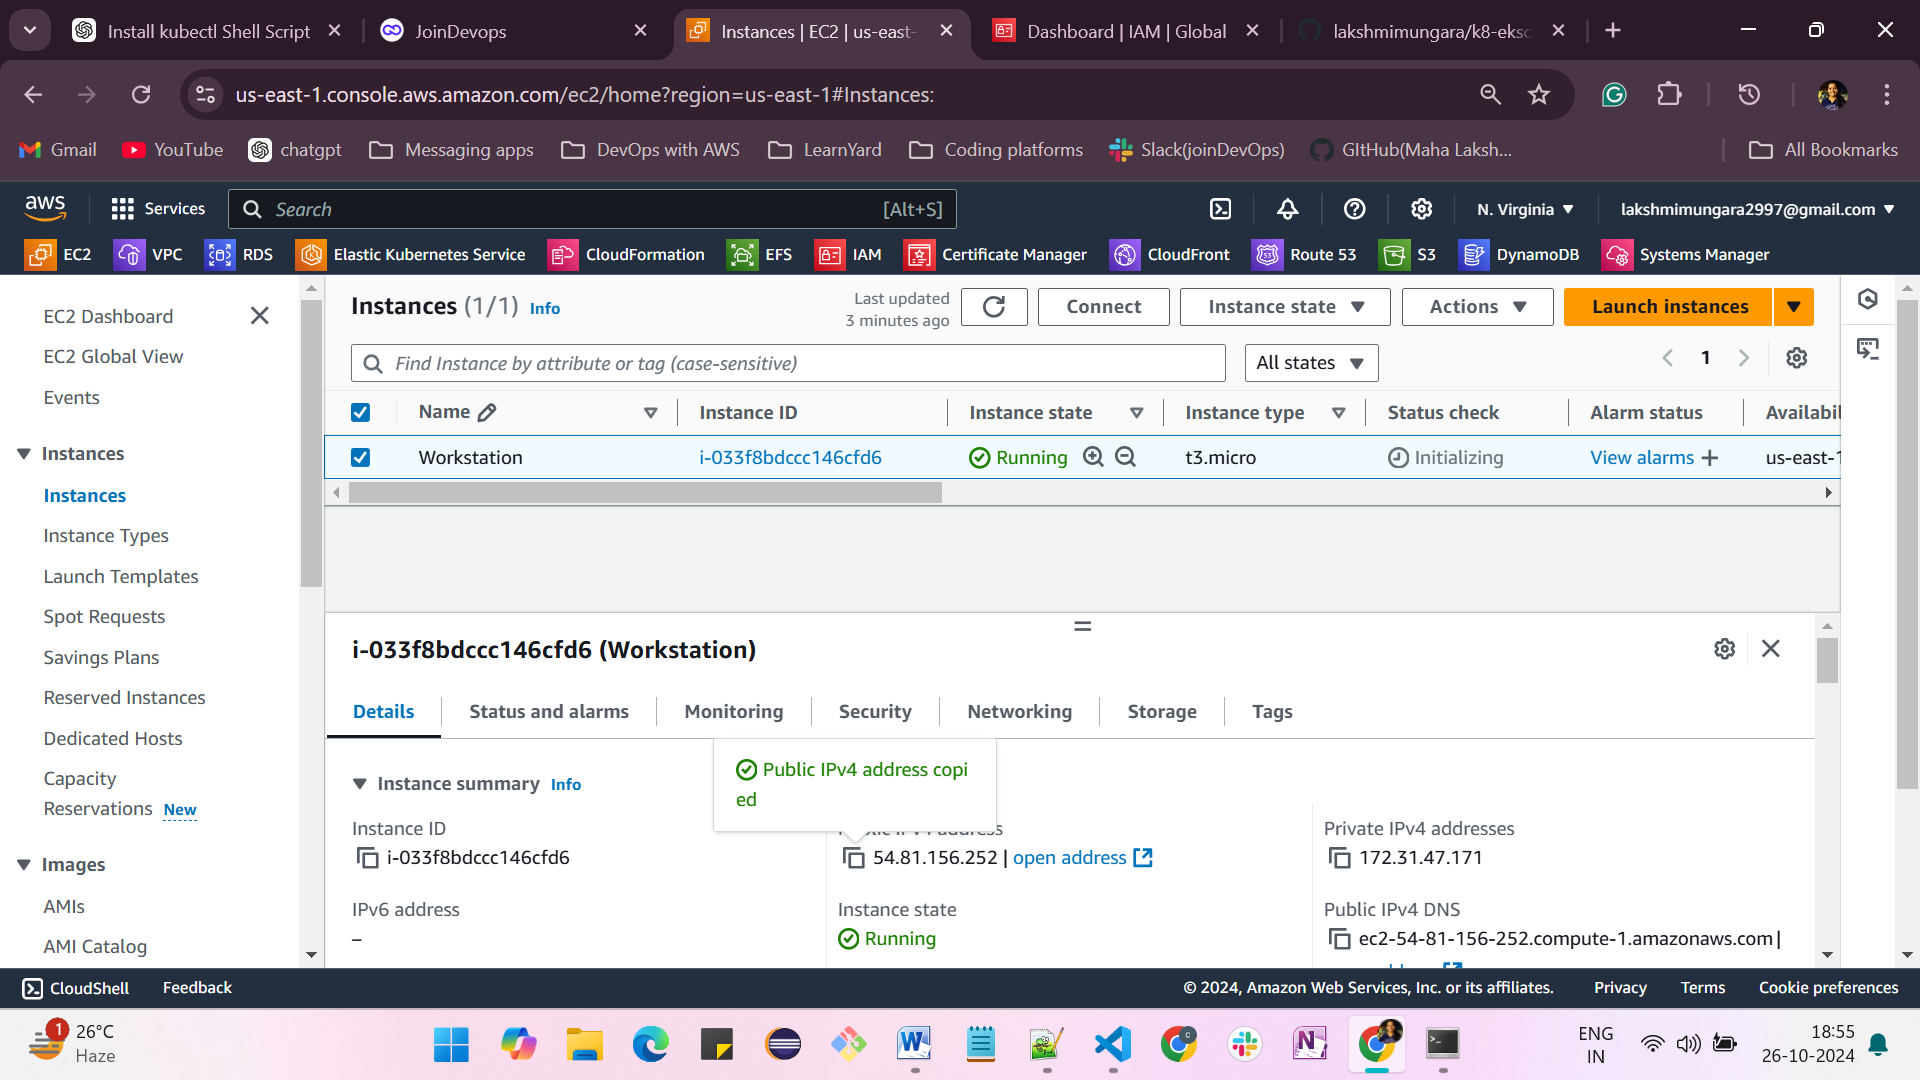 Install kubectl Shell Script
JoinDevops
Instances | EC2 | us-east-
Dashboard | IAM | Global
lakshmimungara/k8-eksc
us-east-1.console.aws.amazon.com/ec2/home?region=us-east-1#Instances:
Gmail
YouTube
chatgpt
Messaging apps
DevOps with AWS
LearnYard
Coding platforms
Slack(joinDevOps)
GItHub(Maha Laksh...
All Bookmarks
aws
Services
Search
[Alt+S]
N. Virginia
lakshmimungara2997@gmail.com
EC2
VPC
RDS
Elastic Kubernetes Service
CloudFormation
EFS
IAM
Certificate Manager
CloudFront
Route 53
S3
DynamoDB
Systems Manager
EC2 Dashboard
EC2 Global View
Events
Instances
Instances
Instance Types
Launch Templates
Spot Requests
Savings Plans
Reserved Instances
Dedicated Hosts
Capacity
Reservations New
Images
AMIs
AMI Catalog
Instances (1/1) Info
Last updated
3 minutes ago
Connect
Instance state
Actions
Launch instances
Find Instance by attribute or tag (case-sensitive)
All states
1
Name
Instance ID
Instance state
Instance type
Status check
Alarm status
Availabil
Workstation
i-033f8bdccc146cfd6
Running
t3.micro
Initializing
View alarms
us-east-1
i-033f8bdccc146cfd6 (Workstation)
Details
Status and alarms
Monitoring
Security
Networking
Storage
Tags
Public IPv4 address copi
ed
Instance summary Info
Instance ID
i-033f8bdccc146cfd6
54.81.156.252 | open address
Private IPv4 addresses
172.31.47.171
IPv6 address
–
Instance state
Running
Public IPv4 DNS
ec2-54-81-156-252.compute-1.amazonaws.com |
CloudShell
Feedback
© 2024, Amazon Web Services, Inc. or its affiliates.
Privacy
Terms
Cookie preferences
1
26°C
Haze
ENG
IN
18:55
26-10-2024